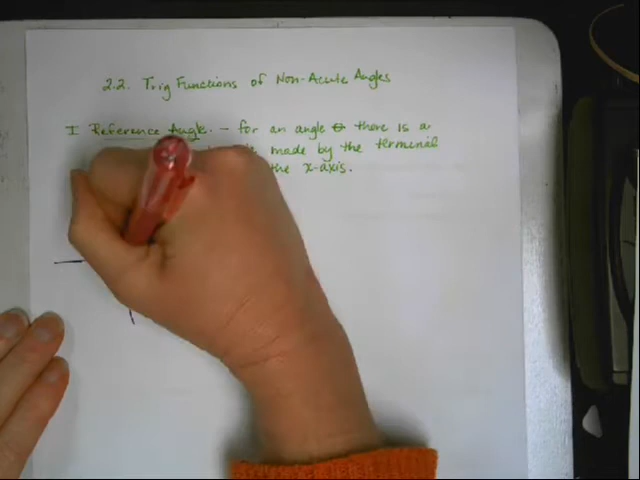 2.2. Trig Functions of Non-Acute Angles
I Reference Angle. - for an angle θ there is a
made by the terminal
the x-axis.